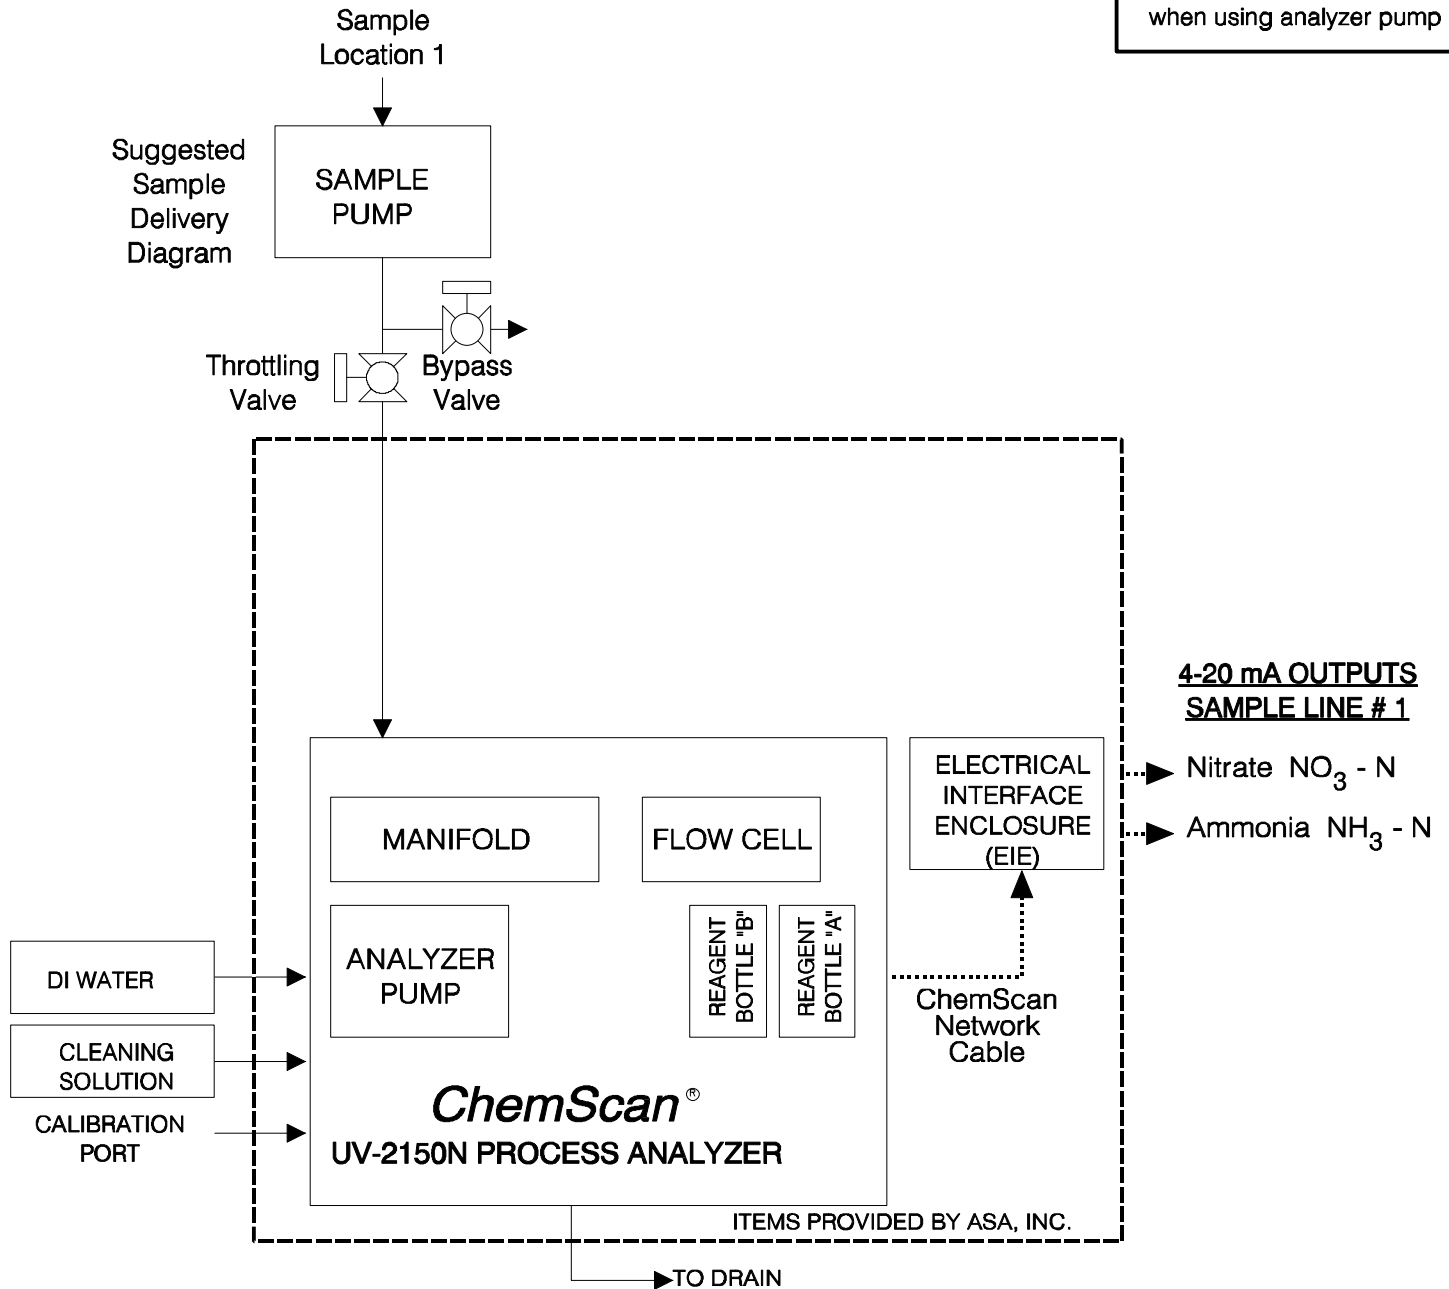 when using analyzer pump
Sample
Location 1
Suggested
Sample
Delivery
Diagram
SAMPLE
PUMP
Throttling
Valve
Bypass
Valve
4-20 mA OUTPUTS
SAMPLE LINE # 1
Nitrate NO3 - N
Ammonia NH3 - N
ELECTRICAL
INTERFACE
ENCLOSURE
(EIE)
MANIFOLD
FLOW CELL
ANALYZER
PUMP
REAGENT
BOTTLE "B"
REAGENT
BOTTLE "A"
DI WATER
CLEANING
SOLUTION
CALIBRATION
PORT
ChemScan
Network
Cable
ChemScan ®
UV-2150N PROCESS ANALYZER
ITEMS PROVIDED BY ASA, INC.
TO DRAIN